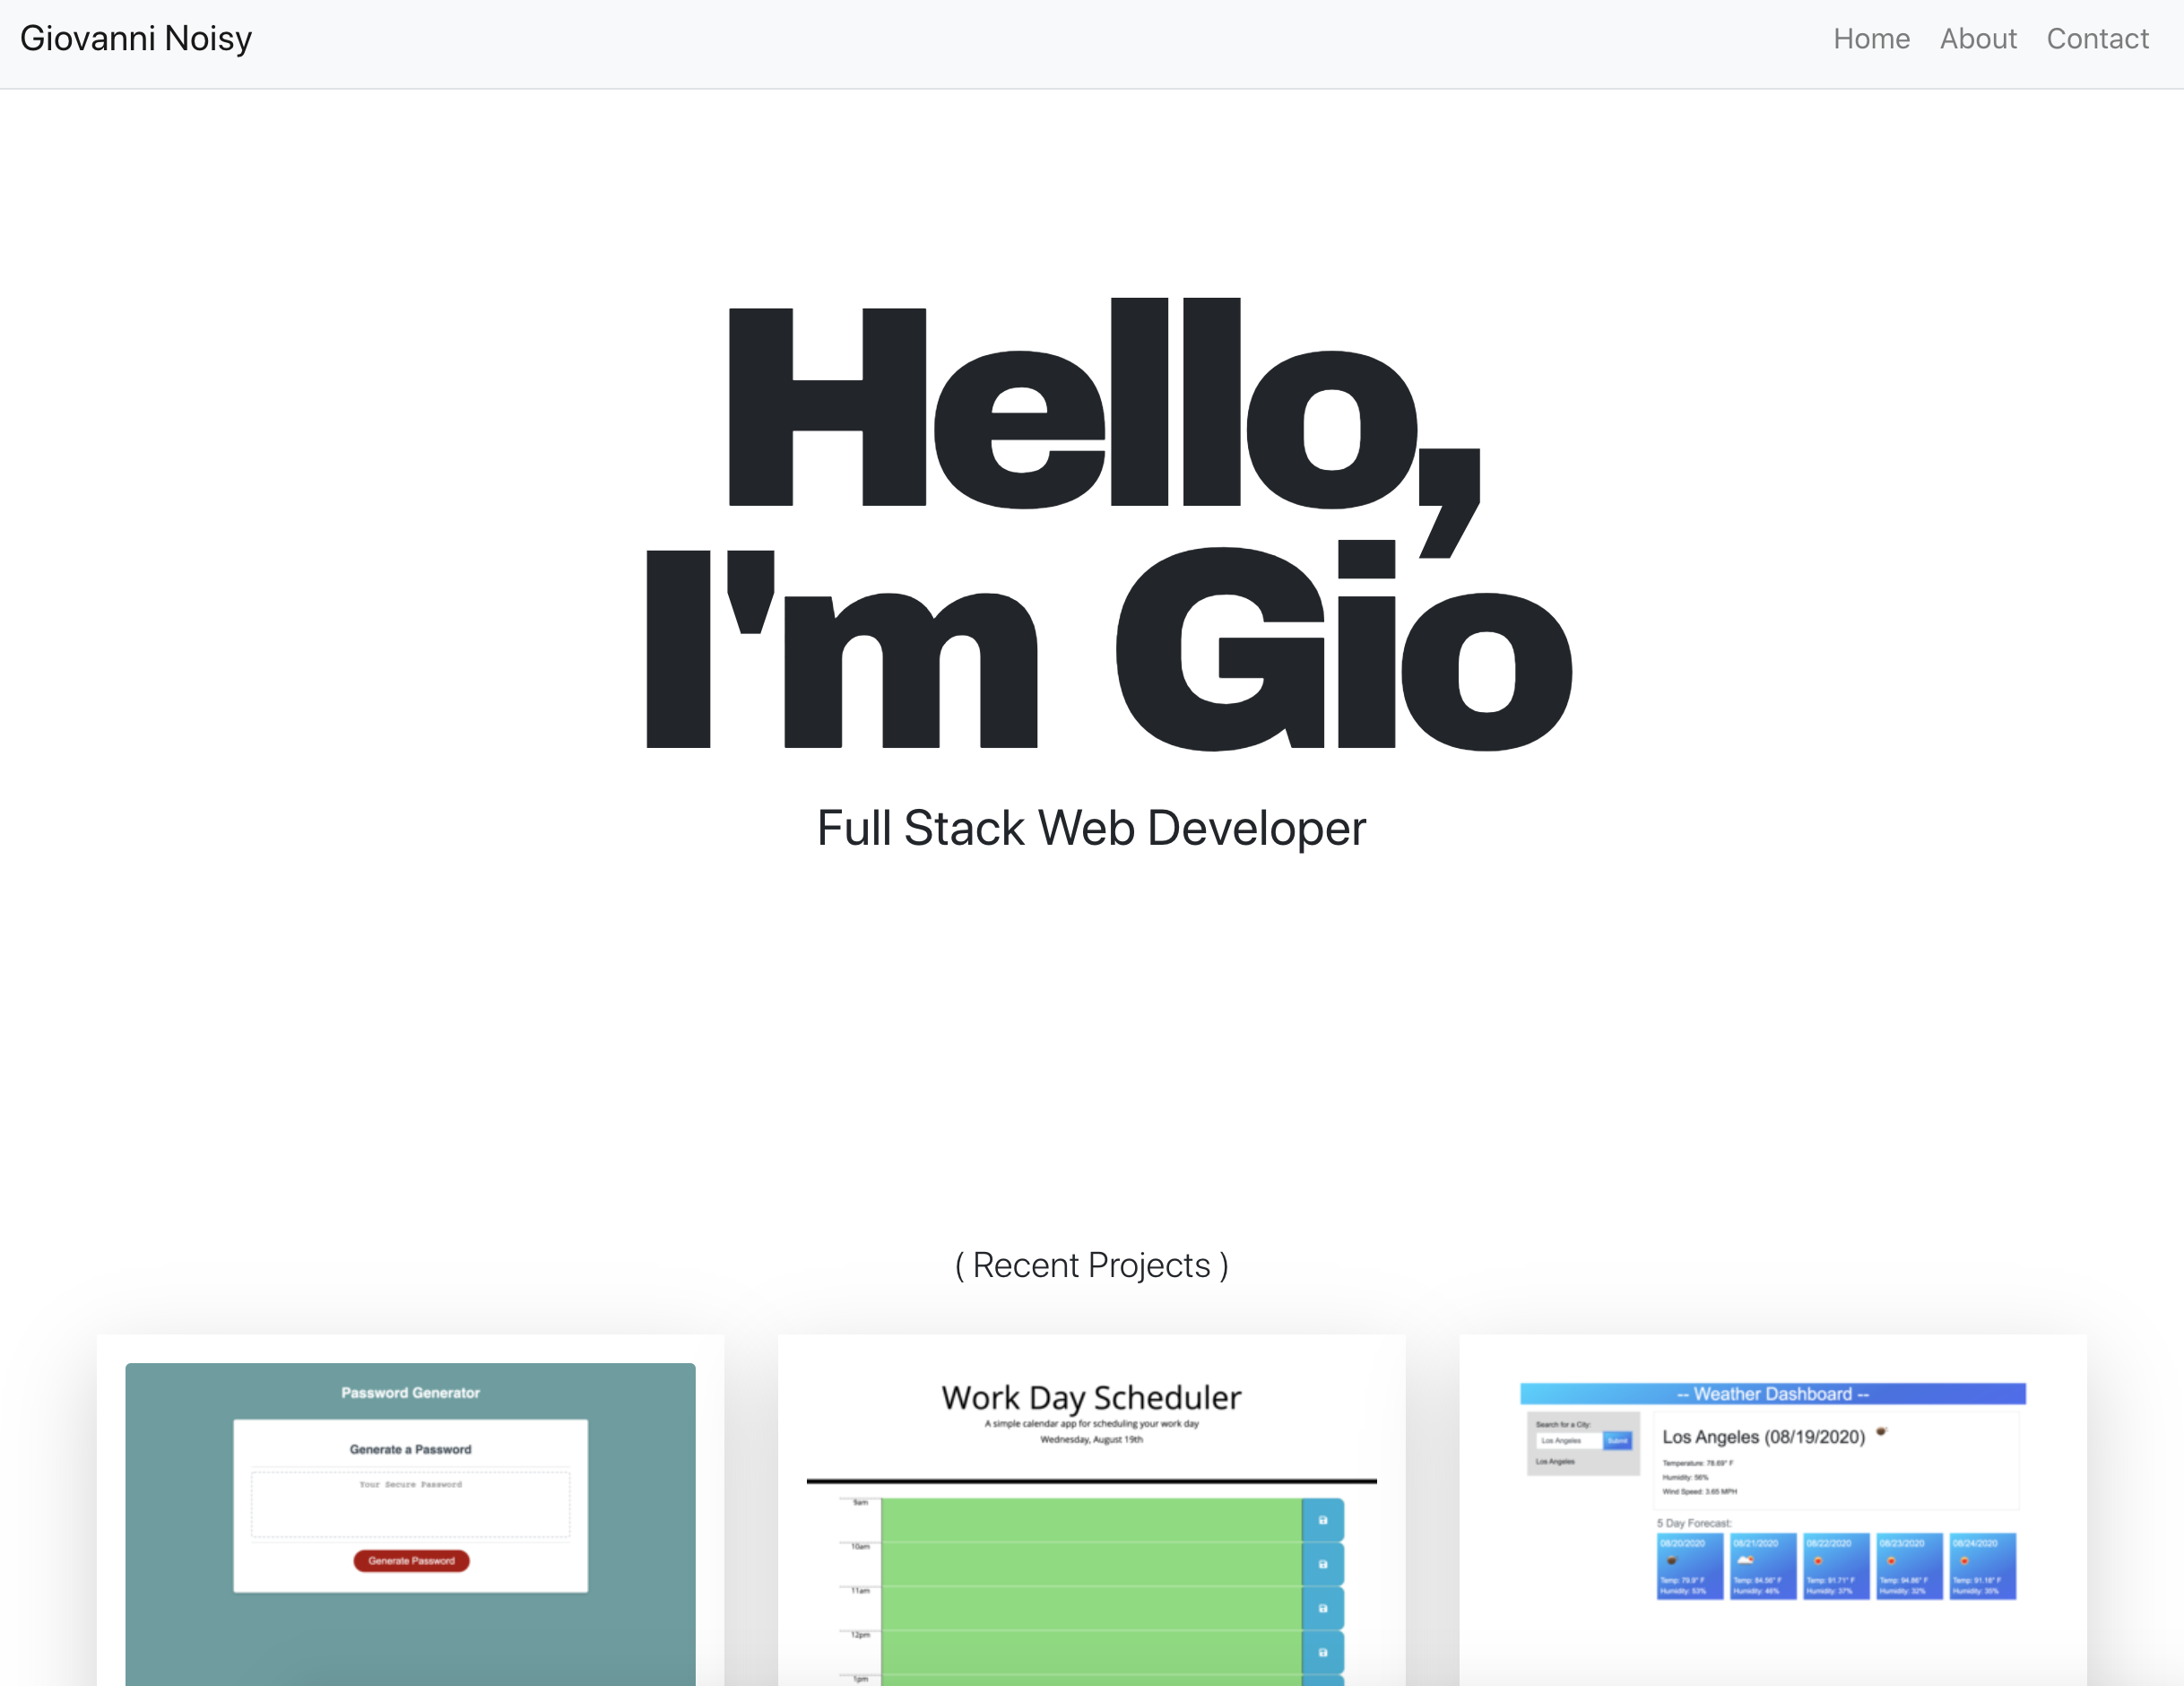 Giovanni Noisy
Home About Contact
Hello,
I'm Gio
Full Stack Web Developer
( Recent Projects )
Password Generator
Generate a Password
Your Secure Password
Generate Password
Work Day Scheduler
A simple calendar app for scheduling your work day
Wednesday, August 19th
9am
10am
11am
12pm
1pm
-- Weather Dashboard --
Search for a City:
Los Angeles Submit
Los Angeles
Los Angeles (08/19/2020)
Temperature: 78.69° F
Humidity: 56%
Wind Speed: 3.65 MPH
5 Day Forecast:
08/20/2020 08/21/2020 08/22/2020 08/23/2020 08/24/2020
Temp: 79.9° F Temp: 84.56° F Temp: 91.71° F Temp: 94.86° F Temp: 91.18° F
Humidity: 53% Humidity: 46% Humidity: 37% Humidity: 32% Humidity: 35%